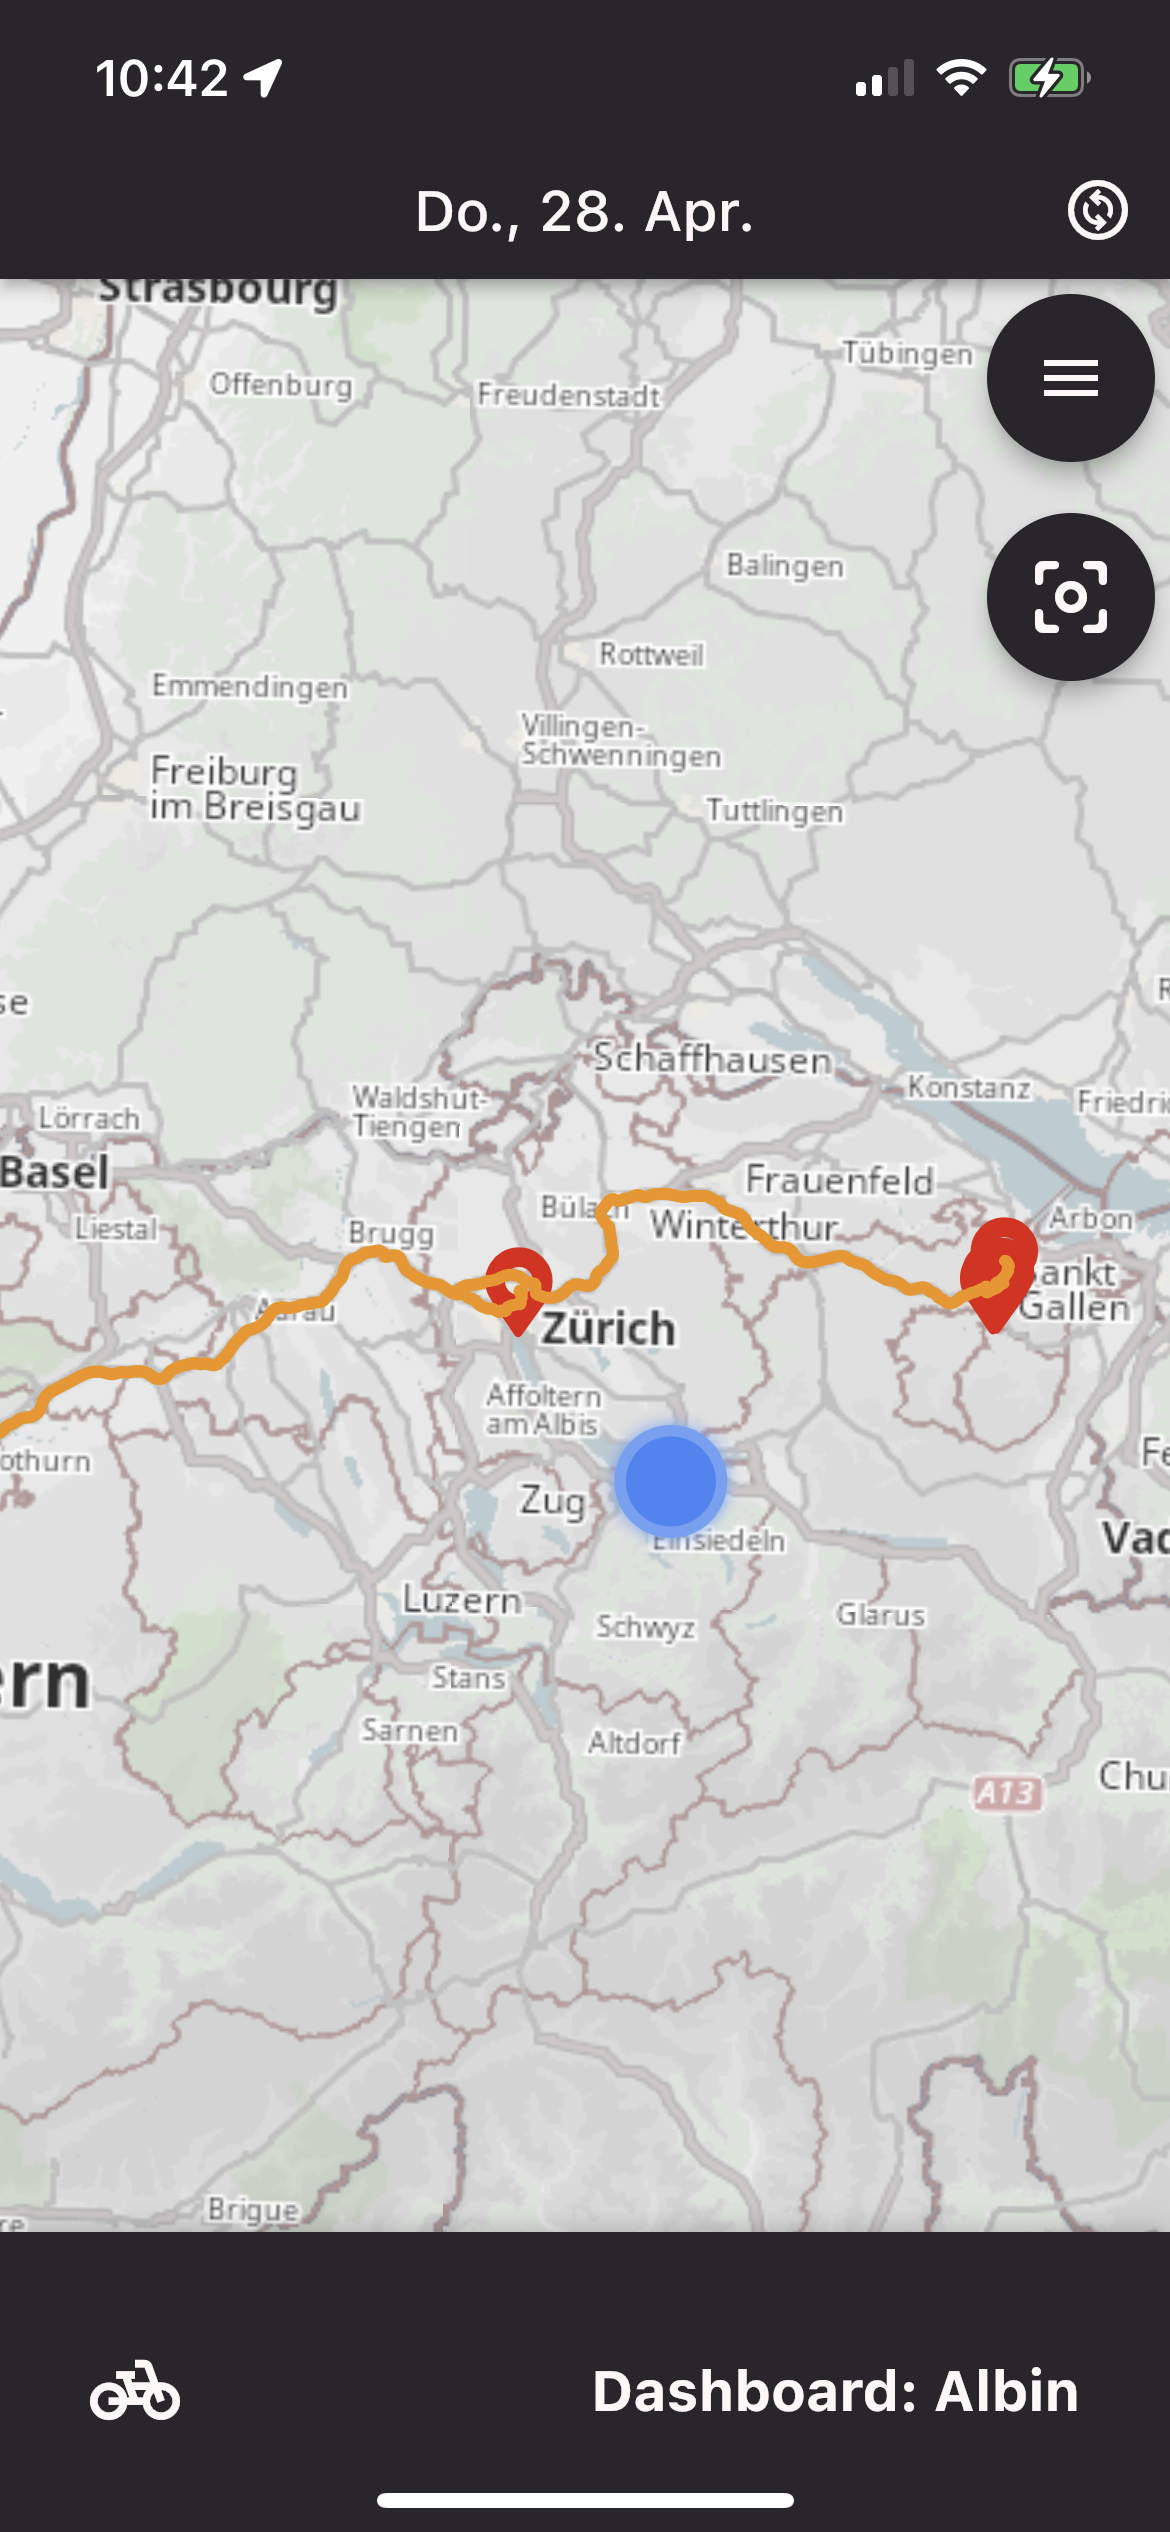 10:42
Do., 28. Apr.
Strasbourg
Tübingen
Offenburg
Freudenstadt
Balingen
Rottweil
Emmendingen
Villingen-
Schwenningen
Freiburg
im Breisgau
Tuttlingen
se
R
Schaffhausen
Konstanz
Waldshut-
Tiengen
Friedri
Lörrach
Basel
Frauenfeld
Bülach
Arbon
Liestal
Brugg
Winterthur
Sankt
Gallen
Aarau
Zürich
Affoltern
am Albis
othurn
Fe
Zug
Einsiedeln
Vad
Luzern
Glarus
Schwyz
ern
Stans
Sarnen
Altdorf
Chu
A13
Brigue
re
Dashboard: Albin